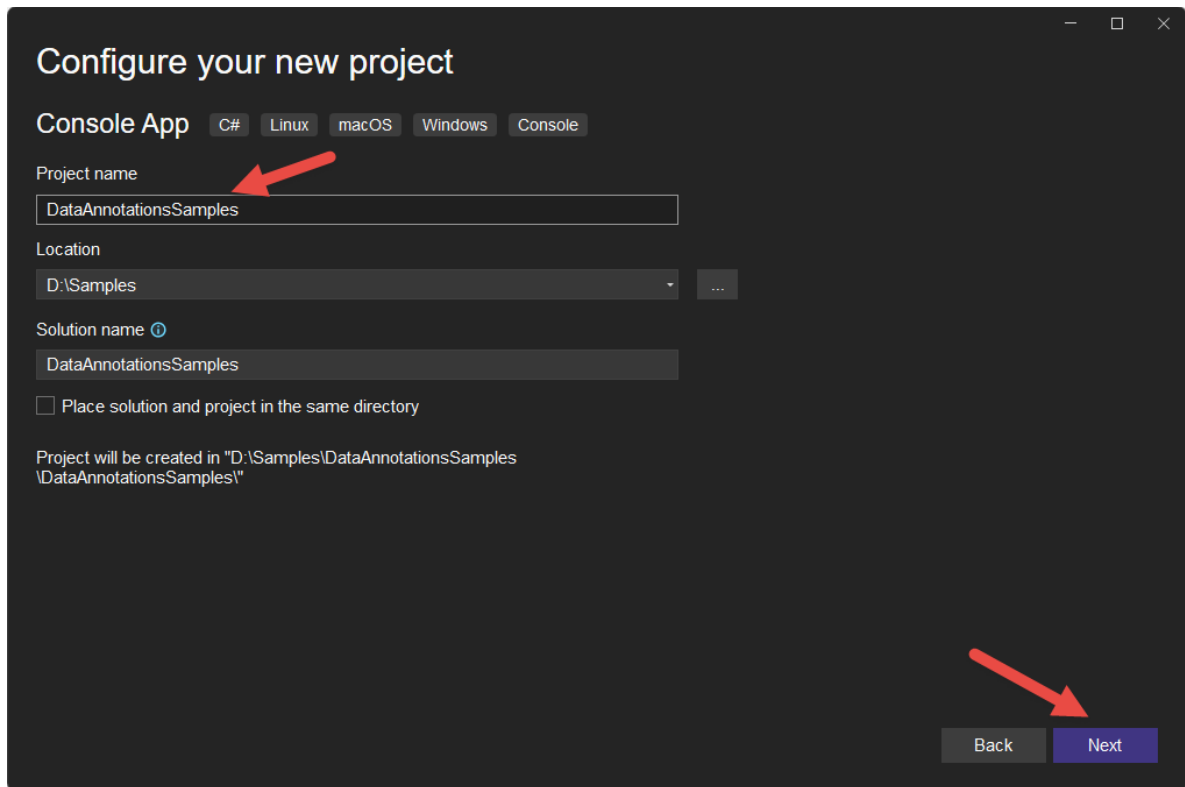 Configure your new project
Console App C# Linux macOS Windows Console
Project name
DataAnnotationsSamples
Location
D:\Samples
...
Solution name
DataAnnotationsSamples
Place solution and project in the same directory
Project will be created in "D:\Samples\DataAnnotationsSamples
\DataAnnotationsSamples\"
Back Next